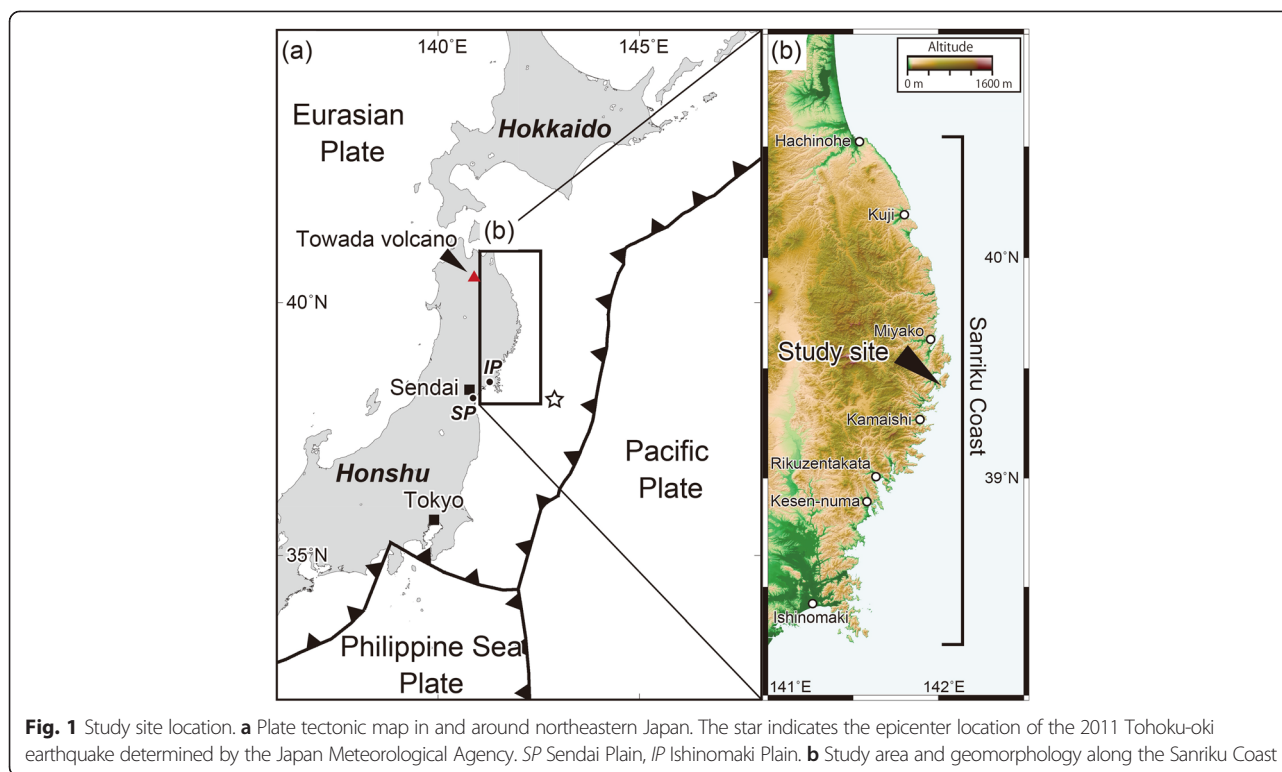 (a)
140°E
145°E
Eurasian
Plate
Hokkaido
(b)
Towada volcano
40°N
IP
Sendai
SP
Pacific
Plate
Honshu
Tokyo
35°N
Philippine Sea
Plate
(b)
Altitude
0 m
1600 m
Hachinohe
Kuji
40°N
Miyako
Study site
Sanriku Coast
Kamaishi
Rikuzentakata
39°N
Kesen-numa
Ishinomaki
141°E
142°E
Fig. 1 Study site location. a Plate tectonic map in and around northeastern Japan. The star indicates the epicenter location of the 2011 Tohoku-oki
earthquake determined by the Japan Meteorological Agency. SP Sendai Plain, IP Ishinomaki Plain. b Study area and geomorphology along the Sanriku Coast